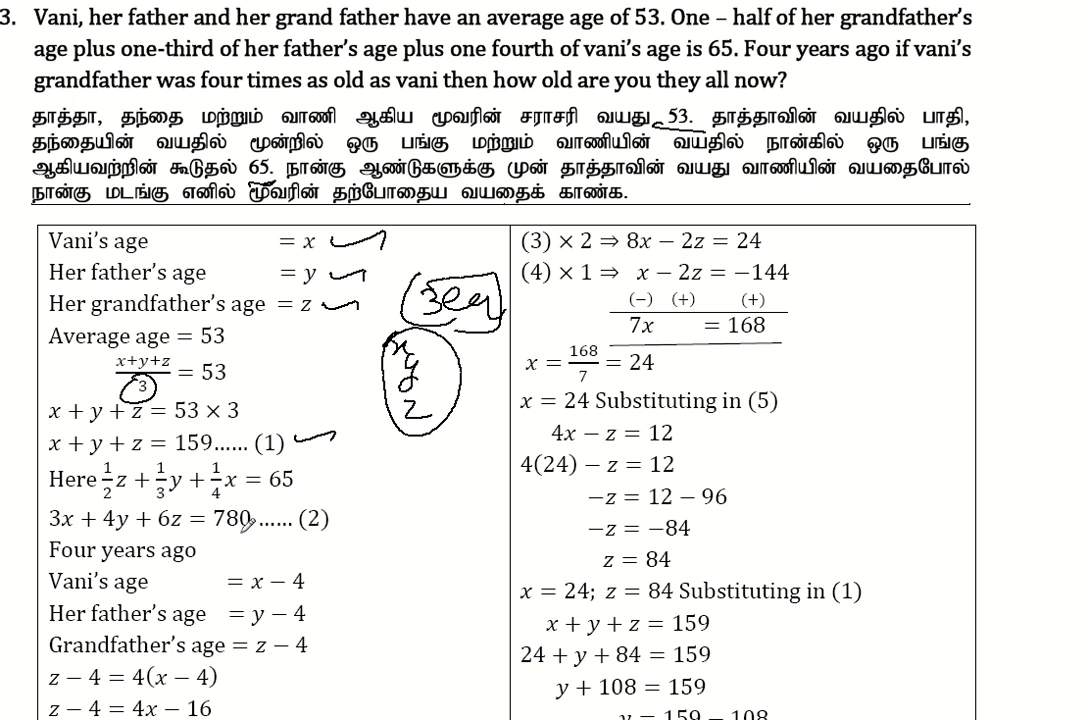 3. Vani, her father and her grand father have an average age of 53. One – half of her grandfather's
age plus one-third of her father's age plus one fourth of vani's age is 65. Four years ago if vani's
grandfather was four times as old as vani then how old are you they all now?
தாத்தா, தந்தை மற்றும் வாணி ஆகிய மூவரின் சராசரி வயது 53. தாத்தாவின் வயதில் பாதி,
தந்தையின் வயதில் மூன்றில் ஒரு பங்கு மற்றும் வாணியின் வயதில் நான்கில் ஒரு பங்கு
ஆகியவற்றின் கூடுதல் 65. நான்கு ஆண்டுகளுக்கு முன் தாத்தாவின் வயது வாணியின் வயதைபோல்
நான்கு மடங்கு எனில் மூவரின் தற்போதைய வயதைக் காண்க.
Vani's age = x
Her father's age = y
Her grandfather's age = z
Average age = 53
(x+y+z)/3 = 53
x + y + z = 53 × 3
x + y + z = 159...... (1)
Here 1/2 z + 1/3 y + 1/4 x = 65
3x + 4y + 6z = 780...... (2)
Four years ago
Vani's age = x − 4
Her father's age = y − 4
Grandfather's age = z − 4
z − 4 = 4(x − 4)
z − 4 = 4x − 16
3eq
x
y
z
(3) × 2 ⇒ 8x − 2z = 24
(4) × 1 ⇒ x − 2z = −144
(−) (+) (+)
7x = 168
x = 168/7 = 24
x = 24 Substituting in (5)
4x − z = 12
4(24) − z = 12
−z = 12 − 96
−z = −84
z = 84
x = 24; z = 84 Substituting in (1)
x + y + z = 159
24 + y + 84 = 159
y + 108 = 159
y = 159 − 108